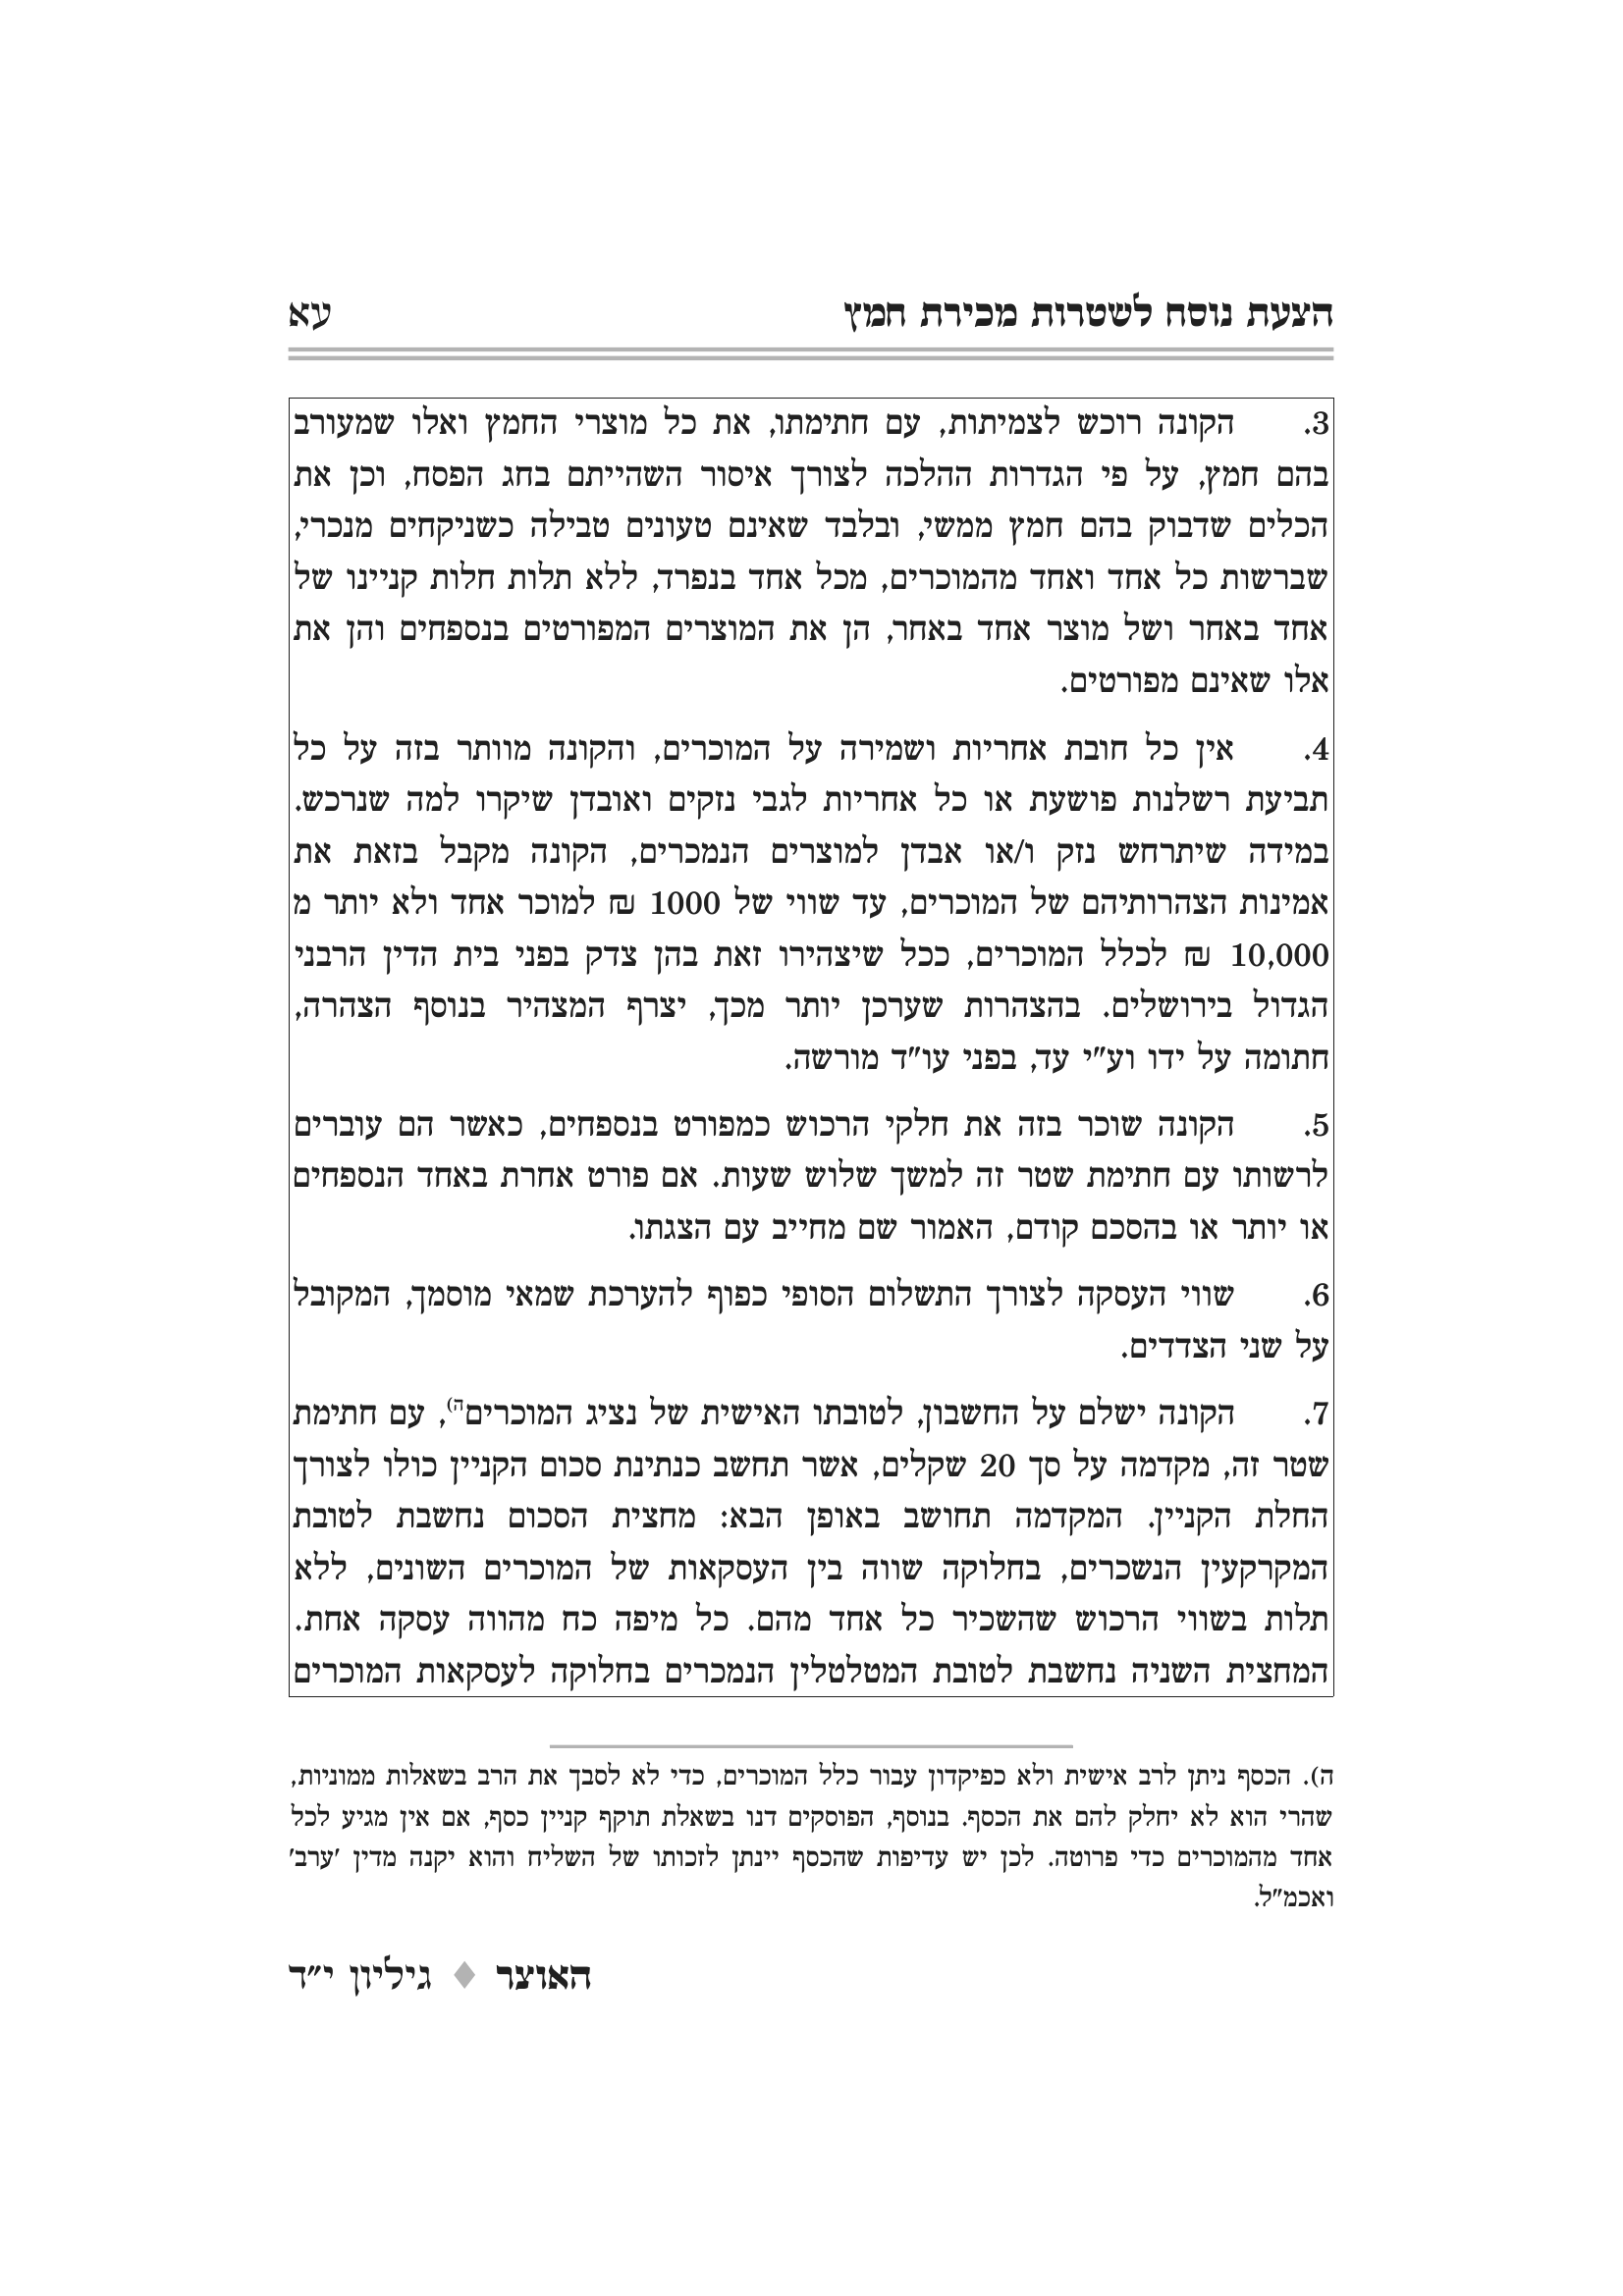 הצעת נוסח לשטרות מכירת חמץ עא
3. הקונה רוכש לצמיתות, עם חתימתו, את כל מוצרי החמץ ואלו שמעורב
בהם חמץ, על פי הגדרות ההלכה לצורך איסור השהייתם בחג הפסח, וכן את
הכלים שדבוק בהם חמץ ממשי, ובלבד שאינם טעונים טבילה כשניקחים מנכרי,
שברשות כל אחד ואחד מהמוכרים, מכל אחד בנפרד, ללא תלות חלות קניינו של
אחד באחר ושל מוצר אחד באחר, הן את המוצרים המפורטים בנספחים והן את
אלו שאינם מפורטים.
4. אין כל חובת אחריות ושמירה על המוכרים, והקונה מוותר בזה על כל
תביעת רשלנות פושעת או כל אחריות לגבי נזקים ואובדן שיקרו למה שנרכש.
במידה שיתרחש נזק ו/או אבדן למוצרים הנמכרים, הקונה מקבל בזאת את
אמינות הצהרותיהם של המוכרים, עד שווי של 1000 ₪ למוכר אחד ולא יותר מ
10,000 ₪ לכלל המוכרים, ככל שיצהירו זאת בהן צדק בפני בית הדין הרבני
הגדול בירושלים. בהצהרות שערכן יותר מכך, יצרף המצהיר בנוסף הצהרה,
חתומה על ידו וע"י עד, בפני עו"ד מורשה.
5. הקונה שוכר בזה את חלקי הרכוש כמפורט בנספחים, כאשר הם עוברים
לרשותו עם חתימת שטר זה למשך שלוש שעות. אם פורט אחרת באחד הנספחים
או יותר או בהסכם קודם, האמור שם מחייב עם הצגתו.
6. שווי העסקה לצורך התשלום הסופי כפוף להערכת שמאי מוסמך, המקובל
על שני הצדדים.
7. הקונה ישלם על החשבון, לטובתו האישית של נציג המוכרים(ה, עם חתימת
שטר זה, מקדמה על סך 20 שקלים, אשר תחשב כנתינת סכום הקניין כולו לצורך
החלת הקניין. המקדמה תחושב באופן הבא: מחצית הסכום נחשבת לטובת
המקרקעין הנשכרים, בחלוקה שווה בין העסקאות של המוכרים השונים, ללא
תלות בשווי הרכוש שהשכיר כל אחד מהם. כל מיפה כח מהווה עסקה אחת.
המחצית השניה נחשבת לטובת המטלטלין הנמכרים בחלוקה לעסקאות המוכרים
ה). הכסף ניתן לרב אישית ולא כפיקדון עבור כלל המוכרים, כדי לא לסבך את הרב בשאלות ממוניות,
שהרי הוא לא יחלק להם את הכסף. בנוסף, הפוסקים דנו בשאלת תוקף קניין כסף, אם אין מגיע לכל
אחד מהמוכרים כדי פרוטה. לכן יש עדיפות שהכסף יינתן לזכותו של השליח והוא יקנה מדין 'ערב'
ואכמ"ל.
האוצר ♦ גיליון י״ד